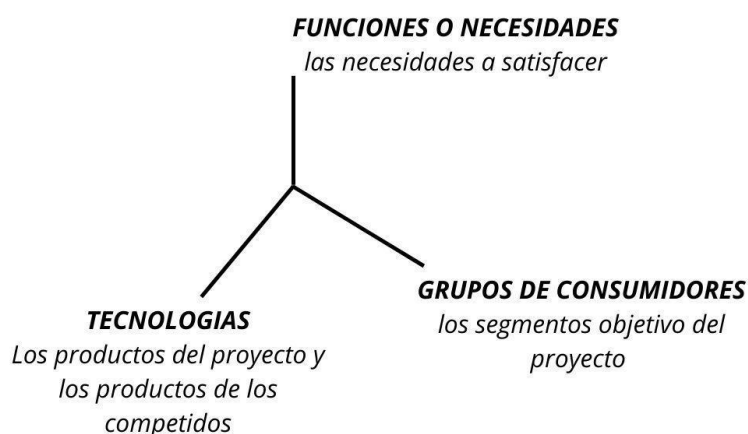 FUNCIONES O NECESIDADES
las necesidades a satisfacer
GRUPOS DE CONSUMIDORES
los segmentos objetivo del
proyecto
TECNOLOGIAS
Los productos del proyecto y
los productos de los
competidos